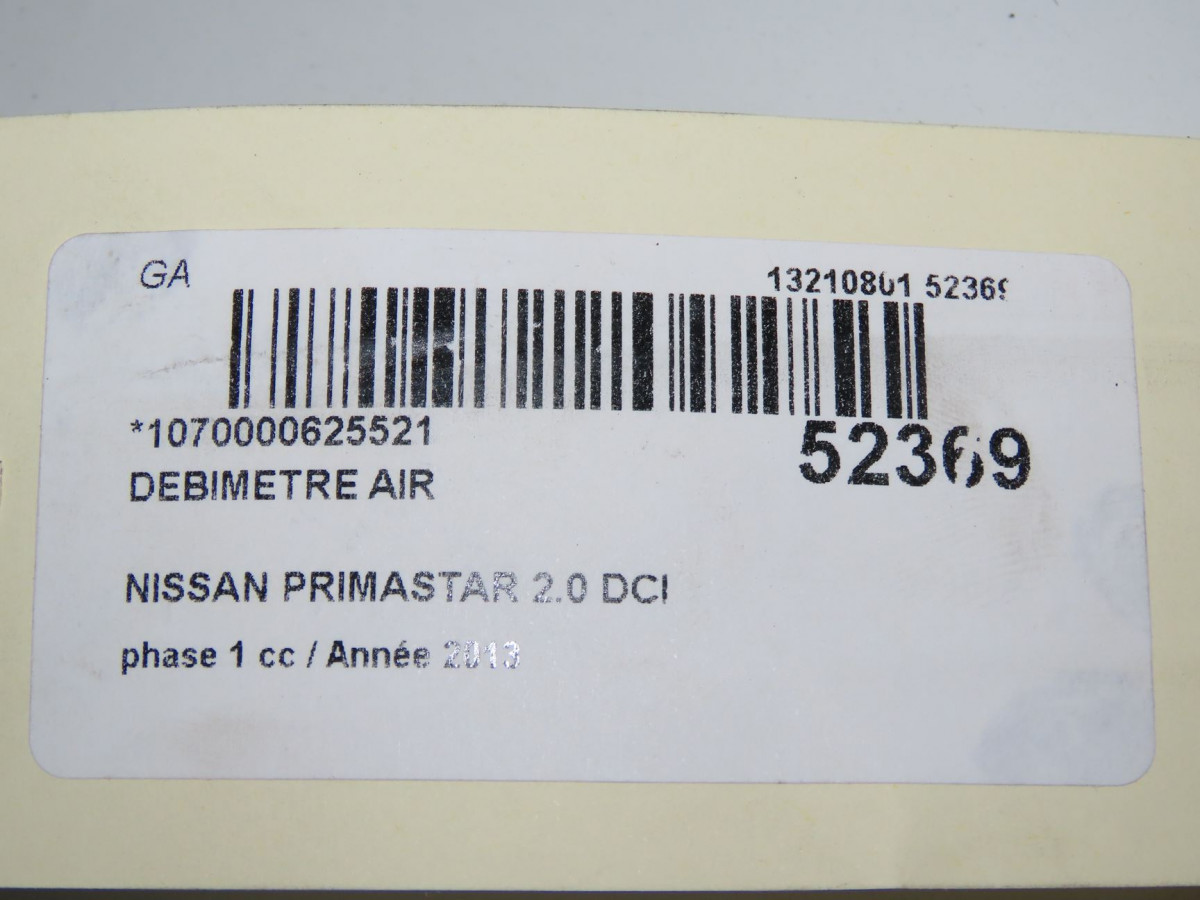 GA
13210801 52369
*1070000625521
52369
DEBIMETRE AIR
NISSAN PRIMASTAR 2.0 DCI
phase 1 cc / Année 2013